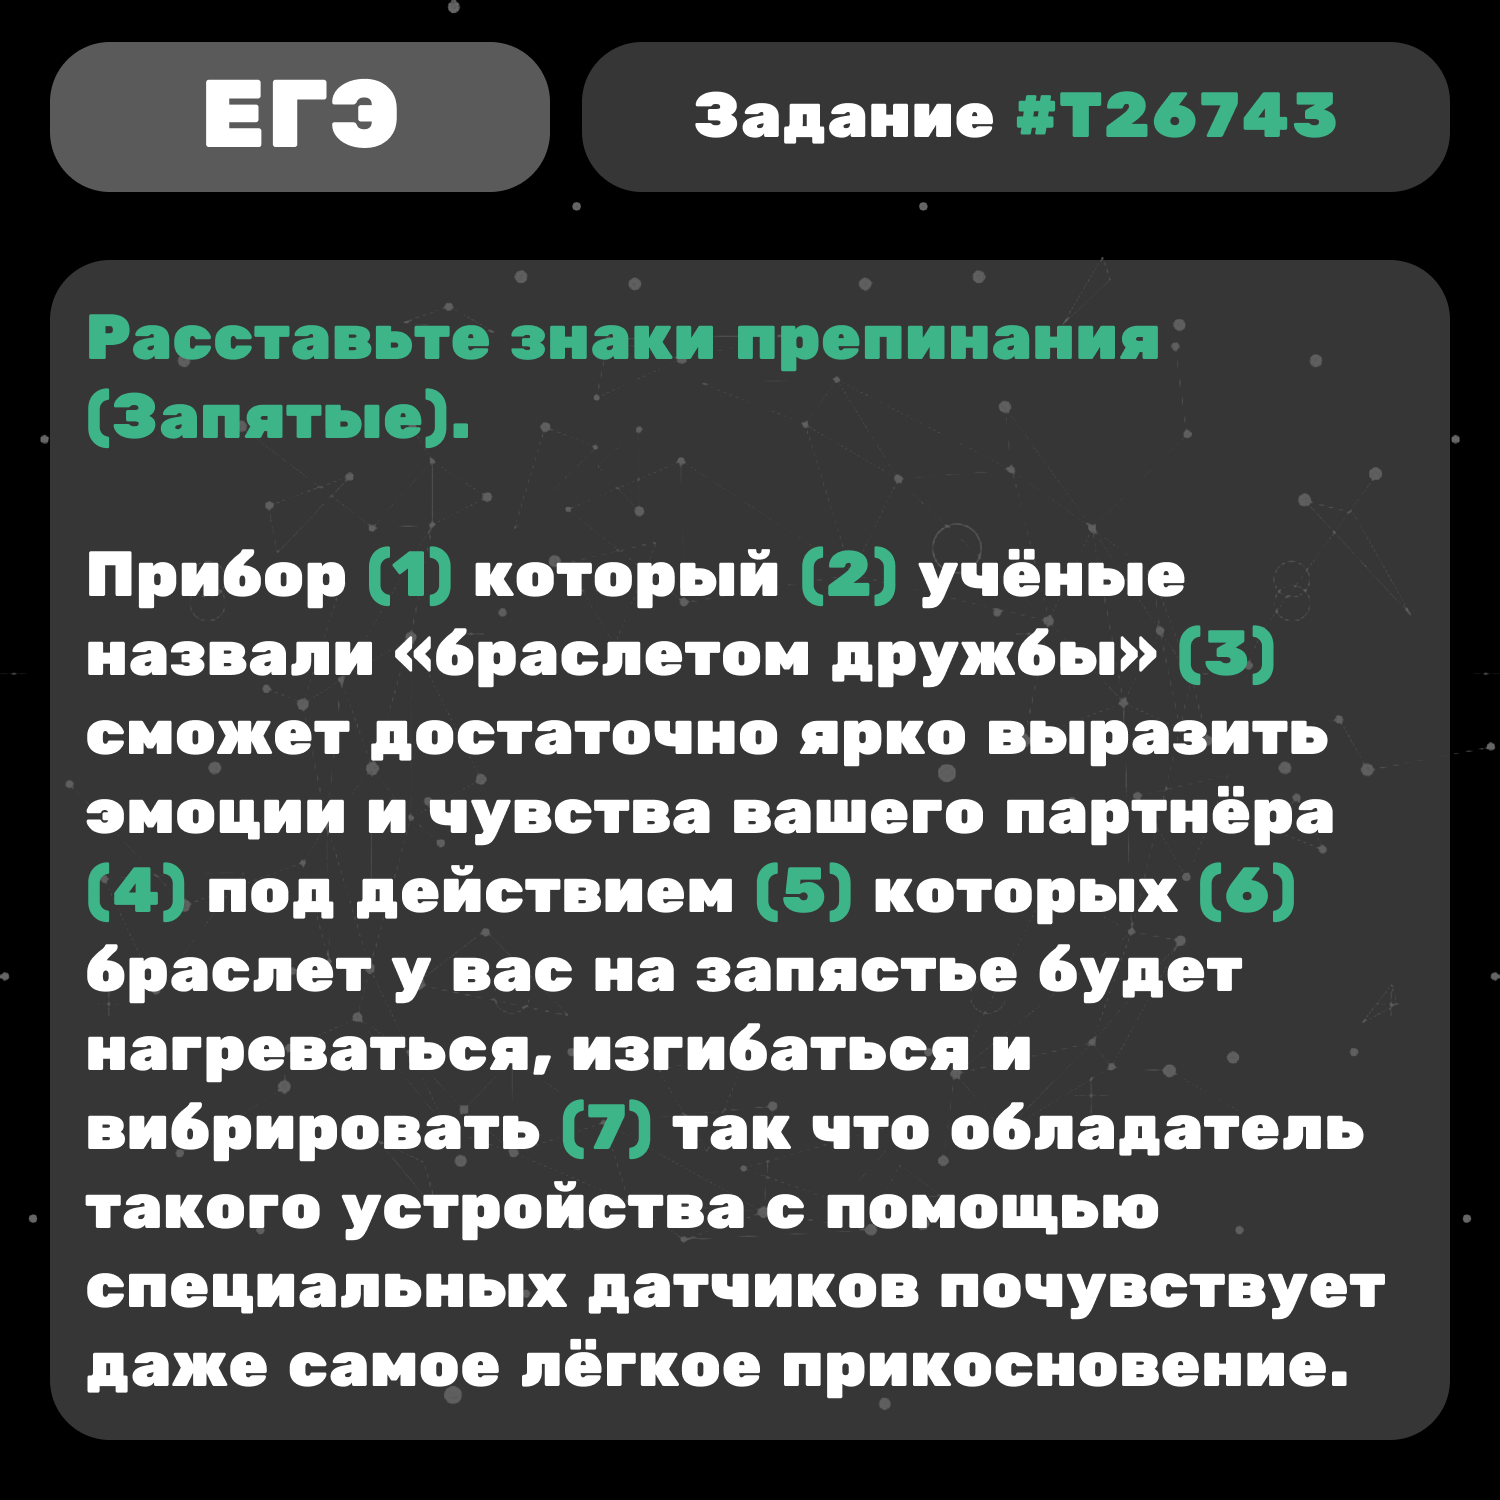 ЕГЭ
Задание #T26743
Расставьте знаки препинания
(Запятые).
Прибор (1) который (2) учёные
назвали «браслетом дружбы» (3)
сможет достаточно ярко выразить
эмоции и чувства вашего партнёра
(4) под действием (5) которых (6)
браслет у вас на запястье будет
нагреваться, изгибаться и
вибрировать (7) так что обладатель
такого устройства с помощью
специальных датчиков почувствует
даже самое лёгкое прикосновение.